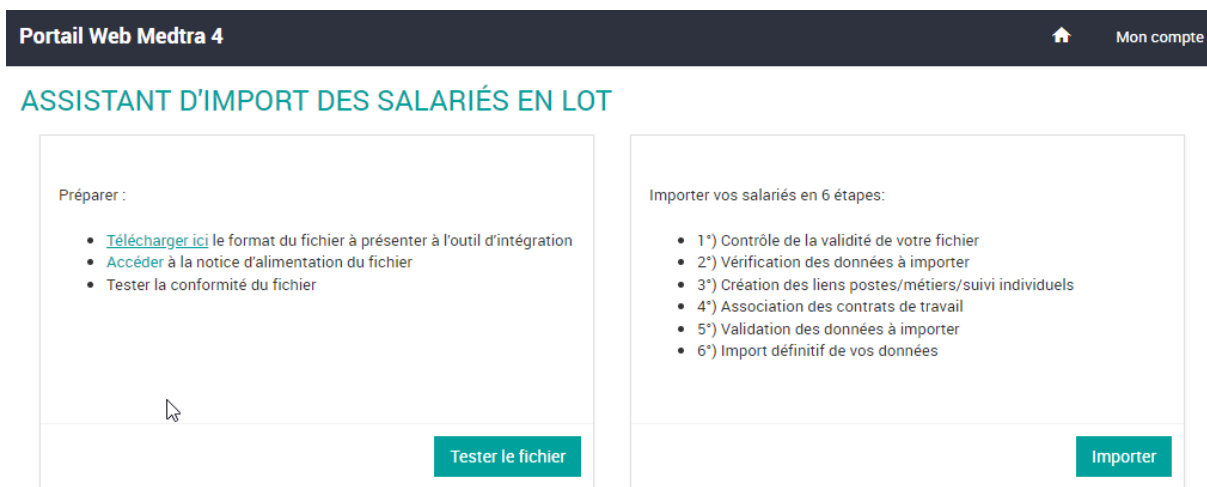 Portail Web Medtra 4
Mon compte
ASSISTANT D'IMPORT DES SALARIÉS EN LOT
Préparer :
Télécharger ici le format du fichier à présenter à l'outil d'intégration
Accéder à la notice d'alimentation du fichier
Tester la conformité du fichier
Tester le fichier
Importer vos salariés en 6 étapes:
1°) Contrôle de la validité de votre fichier
2°) Vérification des données à importer
3°) Création des liens postes/métiers/suivi individuels
4°) Association des contrats de travail
5°) Validation des données à importer
6°) Import définitif de vos données
Importer